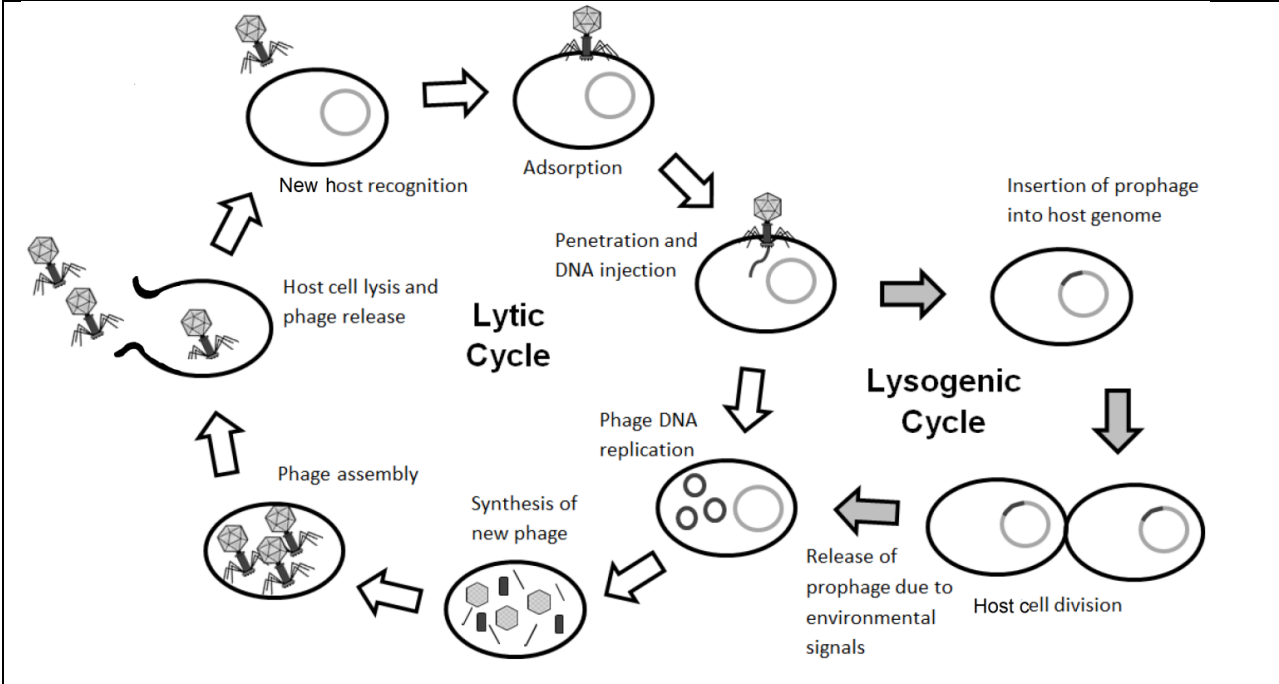 New host recognition
Adsorption
Penetration and
DNA injection
Insertion of prophage
into host genome
Host cell lysis and
phage release
Lytic
Cycle
Lysogenic
Cycle
Phage DNA
replication
Phage assembly
Synthesis of
new phage
Release of
prophage due to
environmental
signals
Host cell division